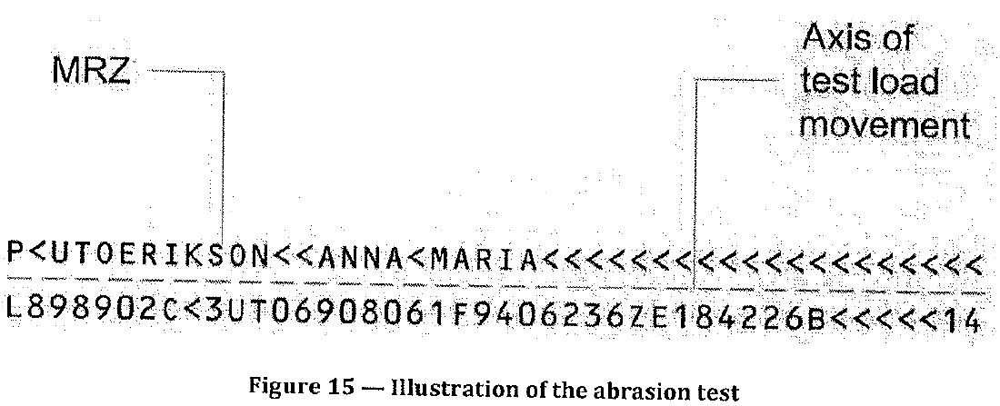 MRZ
Axis of
test load
movement
P<UTOERIKSON<<ANNA<MARIA<<<<<<<<<<<<<<<<<<<<
L898902C<3UTO6908061F9406236ZE184226B<<<<<14
Figure 15 — Illustration of the abrasion test